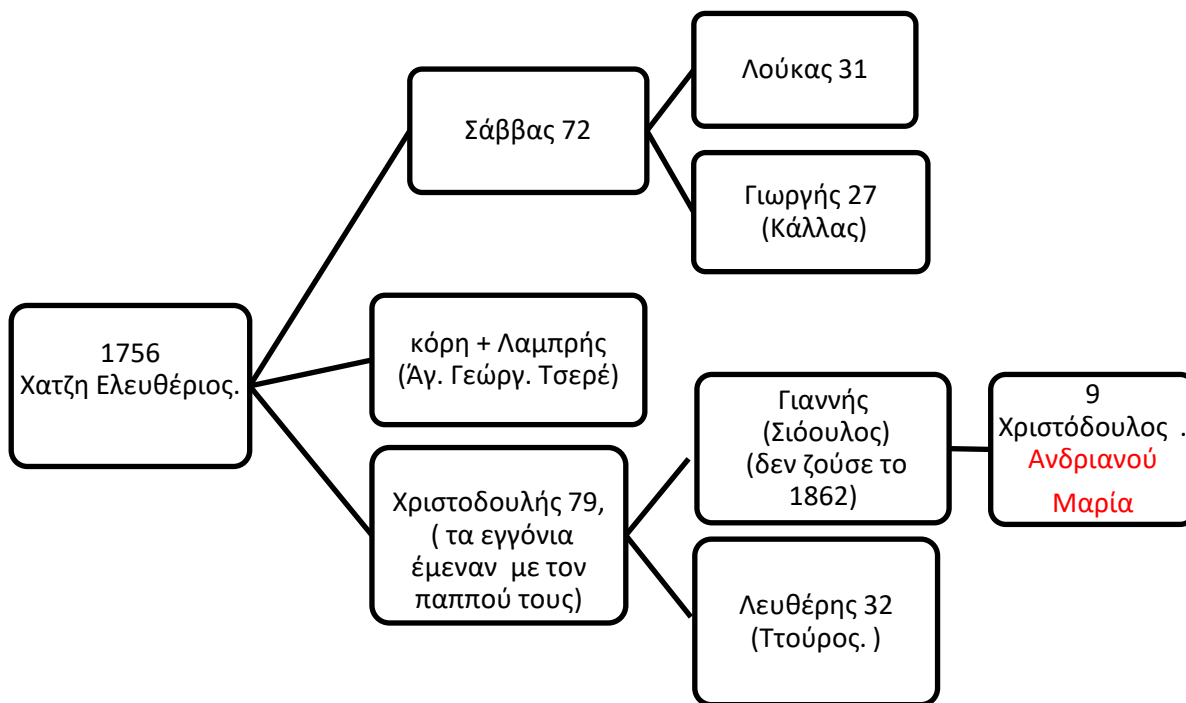 1756
Χατζη Ελευθέριος.
Σάββας 72
Λούκας 31
Γιωργής 27
(Κάλλας)
κόρη + Λαμπρής
(Άγ. Γεώργ. Τσερέ)
Χριστοδουλής 79,
( τα εγγόνια
έμεναν με τον
παππού τους)
Γιαννής
(Σιόουλος)
(δεν ζούσε το
1862)
9
Χριστόδουλος .
Ανδριανού
Μαρία
Λευθέρης 32
(Ττούρος. )